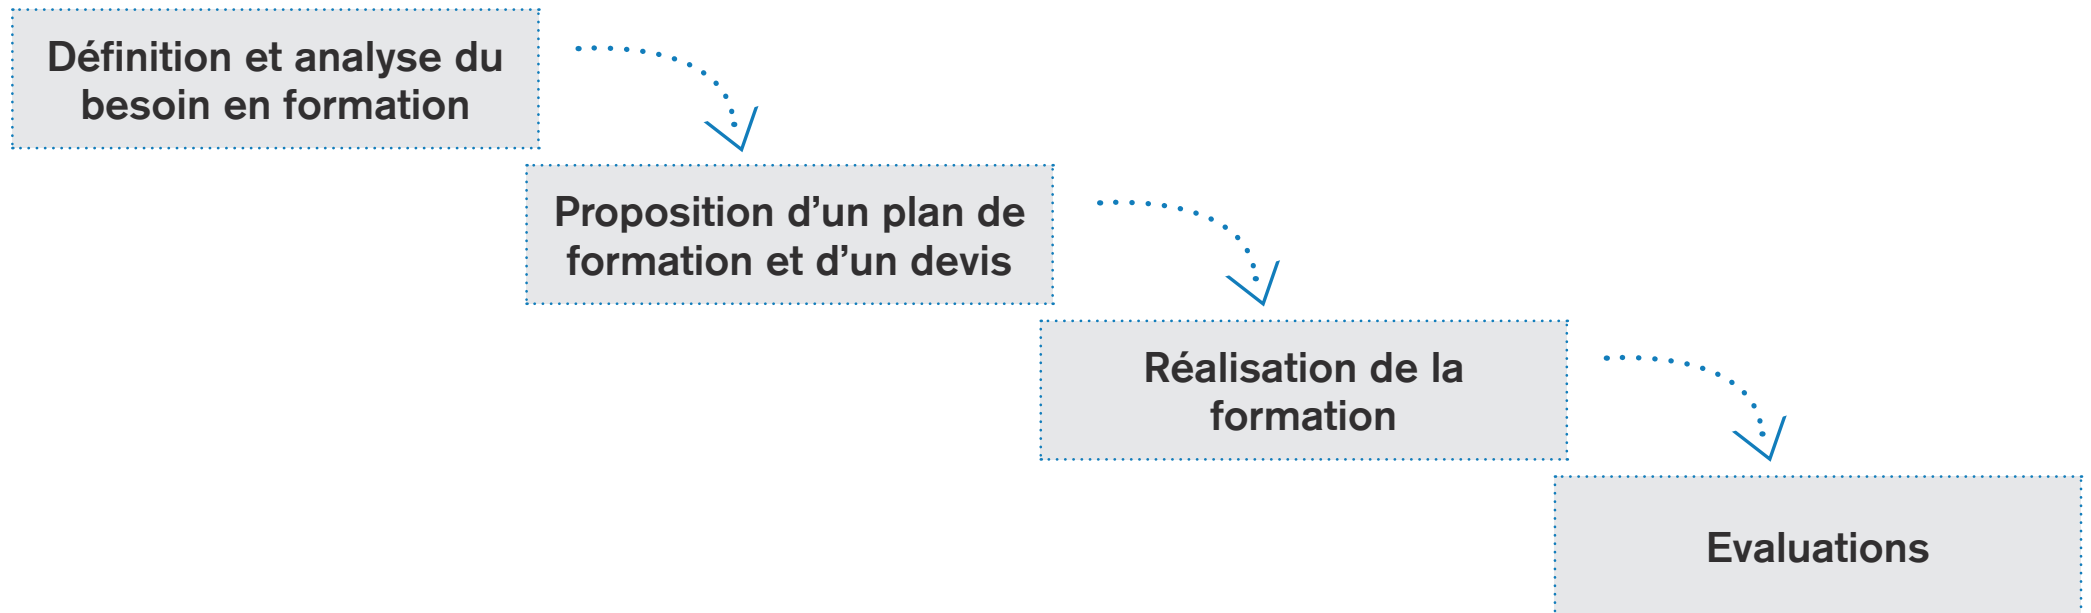 Définition et analyse du
besoin en formation
Proposition d’un plan de
formation et d’un devis
Réalisation de la
formation
Evaluations